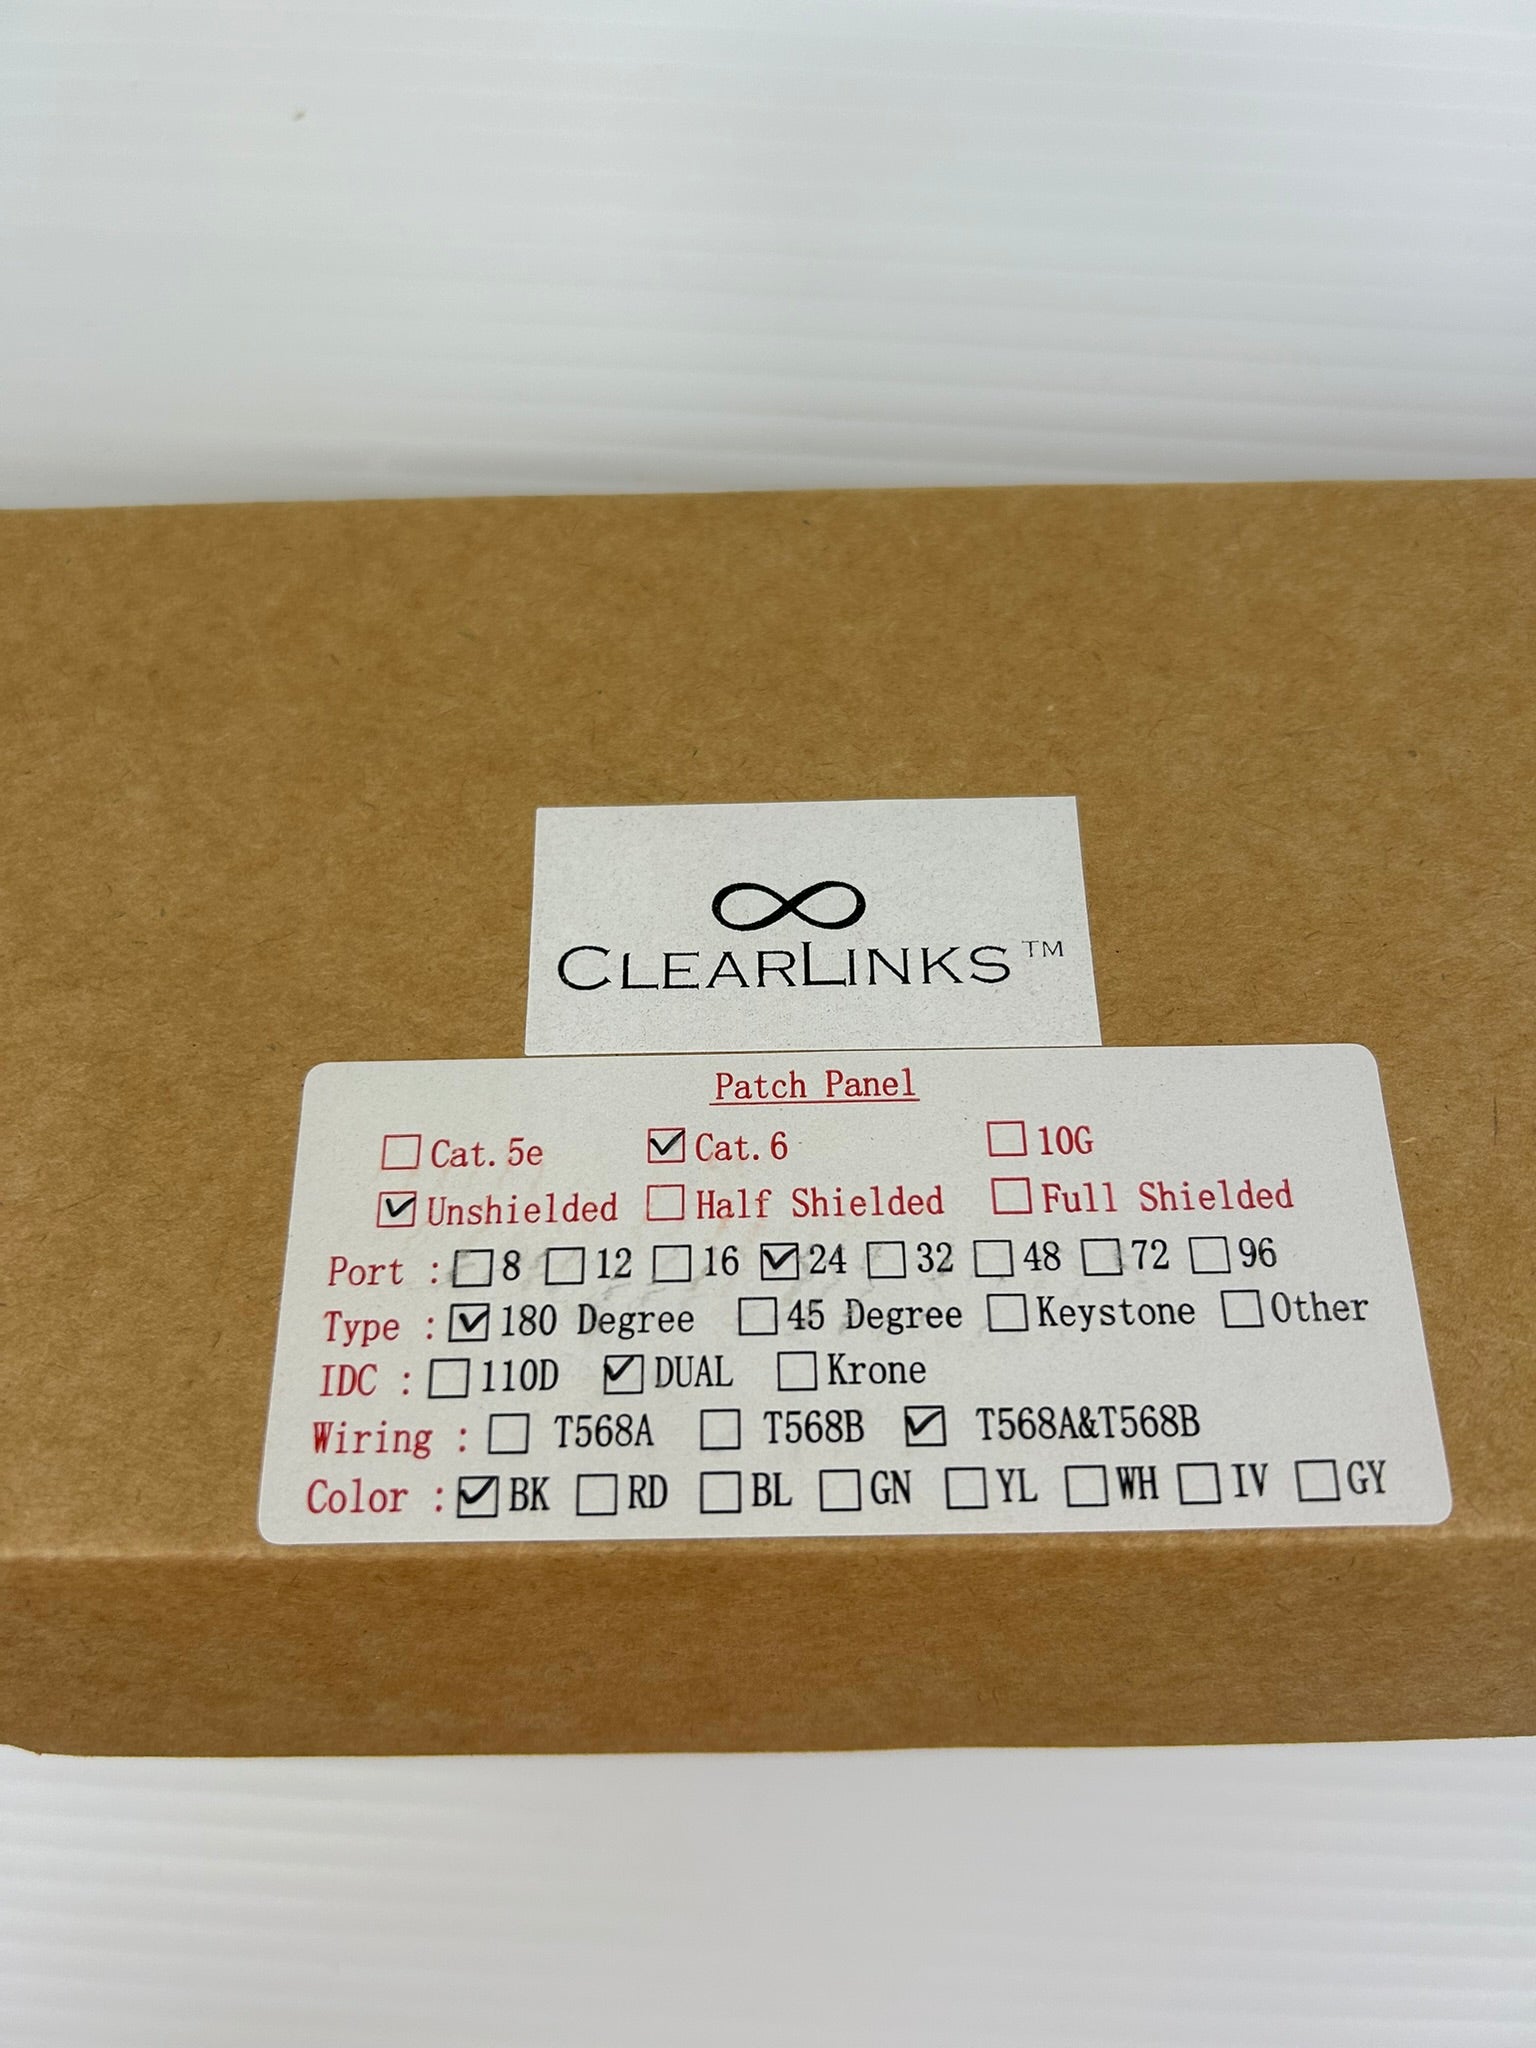 CLEARLINKS™
Patch Panel
☐ Cat.5e ☑ Cat.6 ☐ 10G
☑ Unshielded ☐ Half Shielded ☐ Full Shielded
Port : ☐ 8 ☐ 12 ☐ 16 ☑ 24 ☐ 32 ☐ 48 ☐ 72 ☐ 96
Type : ☑ 180 Degree ☐ 45 Degree ☐ Keystone ☐ Other
IDC : ☐ 110D ☑ DUAL ☐ Krone
Wiring : ☐ T568A ☐ T568B ☑ T568A&T568B
Color : ☑ BK ☐ RD ☐ BL ☐ GN ☐ YL ☐ WH ☐ IV ☐ GY